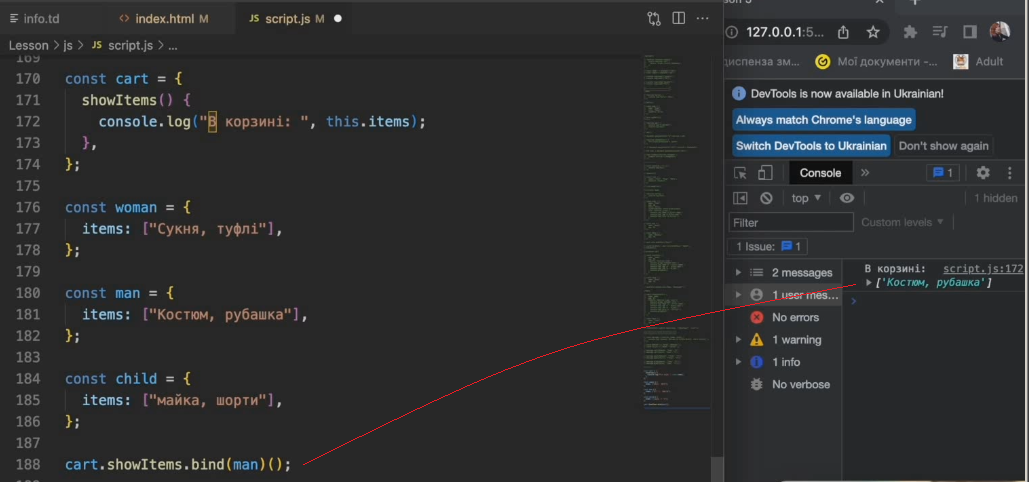 info.td
index.html M
script.js M
Lesson > js > JS script.js > ...
169
170 const cart = {
171 showItems() {
172 console.log("В корзині: ", this.items);
173 },
174 };
175
176 const woman = {
177 items: ["Сукня, туфлі"],
178 };
179
180 const man = {
181 items: ["Костюм, рубашка"],
182 };
183
184 const child = {
185 items: ["майка, шорти"],
186 };
187
188 cart.showItems.bind(man)();
127.0.0.1:5...
диспенза зм... Мої документи -... Adult
DevTools is now available in Ukrainian!
Always match Chrome's language
Switch DevTools to Ukrainian Don't show again
Console » 1
top 1 hidden
Filter Custom levels
1 Issue: 1
2 messages
1 user mes...
No errors
1 warning
1 info
No verbose
В корзині: script.js:172
['Костюм, рубашка']